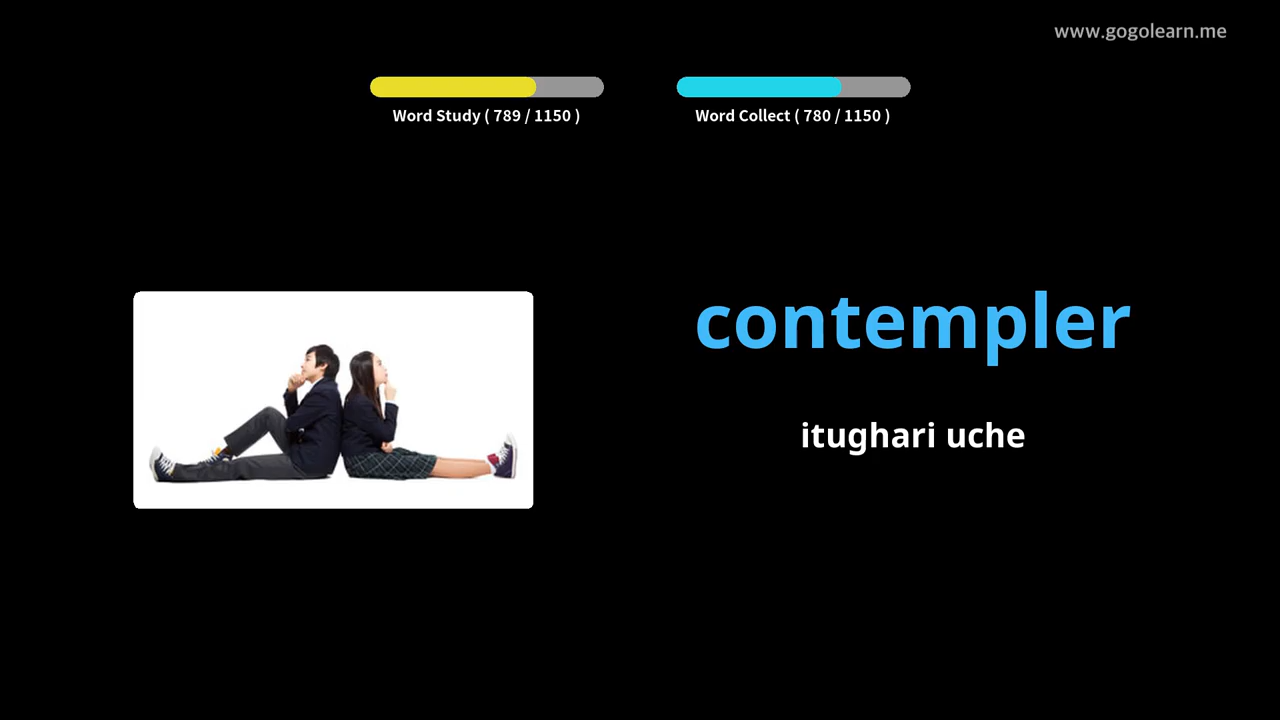 www.gogolearn.me
Word Study ( 789 / 1150 )
Word Collect ( 780 / 1150 )
contempler
itughari uche